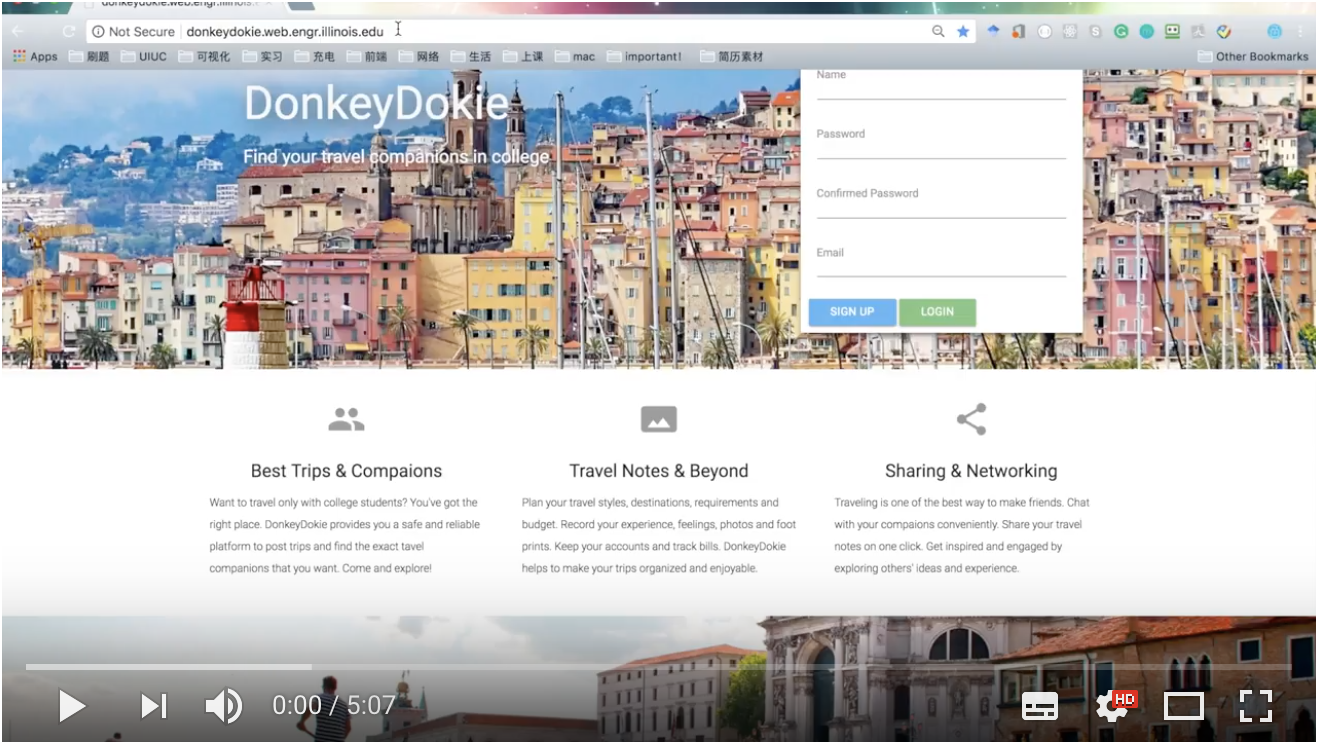 donkeydokie.web.engr.illinois.
Not Secure donkeydokie.web.engr.illinois.edu
Apps 刷题 UIUC 可视化 实习 充电 前端 网络 生活 上课 mac important! 简历素材 Other Bookmarks
DonkeyDokie
Find your travel companions in college
Name
Password
Confirmed Password
Email
SIGN UP LOGIN
Best Trips & Compaions
Want to travel only with college students? You've got the
right place. DonkeyDokie provides you a safe and reliable
platform to post trips and find the exact tavel
companions that you want. Come and explore!
Travel Notes & Beyond
Plan your travel styles, destinations, requirements and
budget. Record your experience, feelings, photos and foot
prints. Keep your accounts and track bills. DonkeyDokie
helps to make your trips organized and enjoyable.
Sharing & Networking
Traveling is one of the best way to make friends. Chat
with your compaions conveniently. Share your travel
notes on one click. Get inspired and engaged by
exploring others' ideas and experience.
0:00 / 5:07
HD